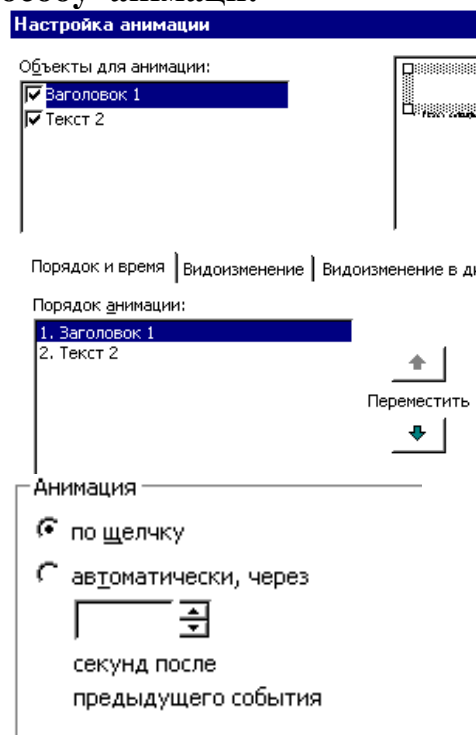 Настройка анимации
Объекты для анимации:
Заголовок 1
Текст 2
Порядок и время Видоизменение Видоизменение в
Порядок анимации:
1. Заголовок 1
2. Текст 2
Переместить
Анимация
по щелчку
автоматически, через
секунд после
предыдущего события